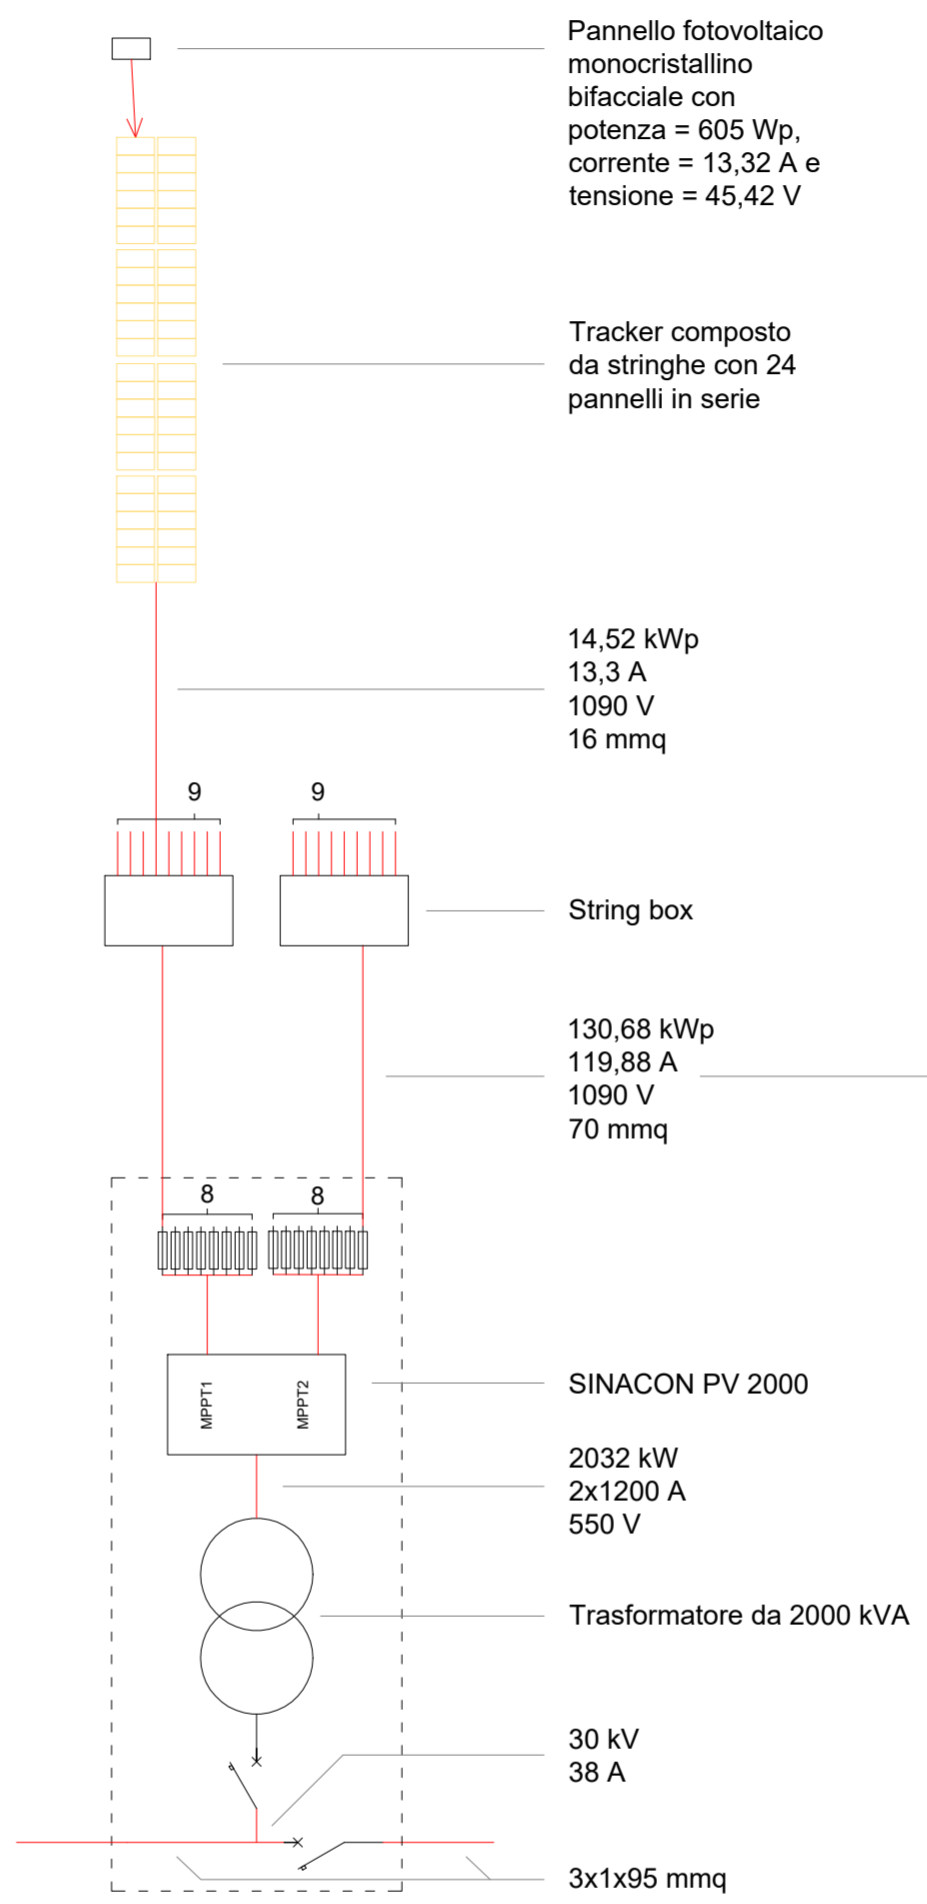 Pannello fotovoltaico
monocristallino
bifacciale con
potenza = 605 Wp,
corrente = 13,32 A e
tensione = 45,42 V
Tracker composto
da stringhe con 24
pannelli in serie
14,52 kWp
13,3 A
1090 V
16 mmq
9
9
String box
130,68 kWp
119,88 A
1090 V
70 mmq
8
8
MPPT1
MPPT2
SINACON PV 2000
2032 kW
2x1200 A
550 V
Trasformatore da 2000 kVA
30 kV
38 A
3x1x95 mmq